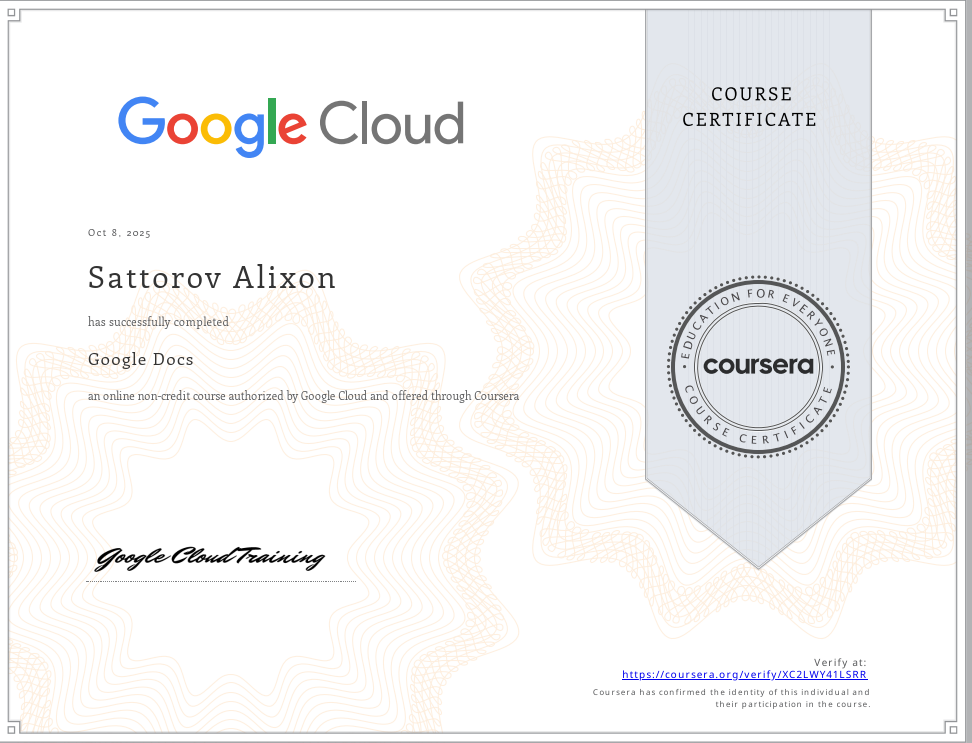 Google Cloud
COURSE
CERTIFICATE
Oct 8, 2025
Sattorov Alixon
has successfully completed
Google Docs
an online non-credit course authorized by Google Cloud and offered through Coursera
EDUCATION FOR EVERYONE
coursera
COURSE CERTIFICATE
Google Cloud Training
Verify at:
https://coursera.org/verify/XC2LWY41LSRR
Coursera has confirmed the identity of this individual and
their participation in the course.